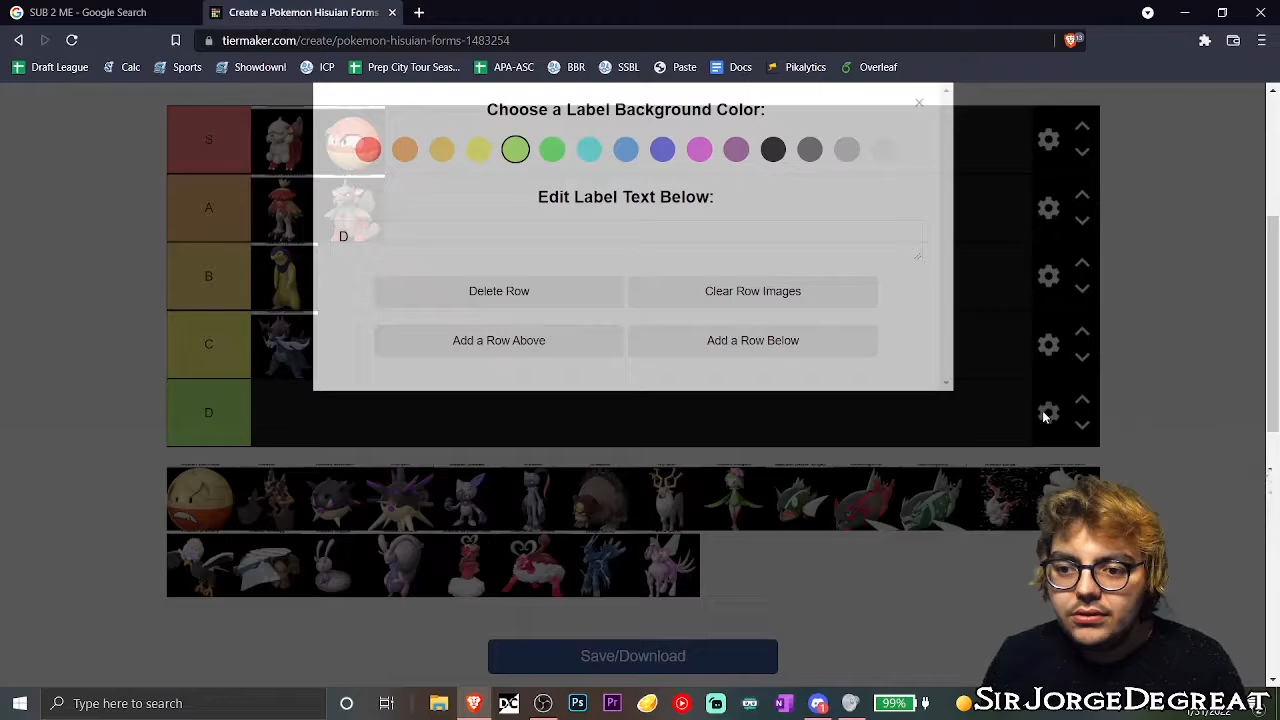 SUB 2 ME - Google Search
Create a Pokemon Hisuian Forms
tiermaker.com/create/pokemon-hisuian-forms-1483254
13
Draft League
Calc
Sports
Showdown!
ICP
Prep City Tour Seas...
APA-ASC
BBR
SSBL
Paste
Docs
Pikalytics
Overleaf
Choose a Label Background Color:
S
A
B
C
D
Edit Label Text Below:
D
Delete Row
Clear Row Images
Add a Row Above
Add a Row Below
Save/Download
Type here to search
99%
SirJorgeDegreat